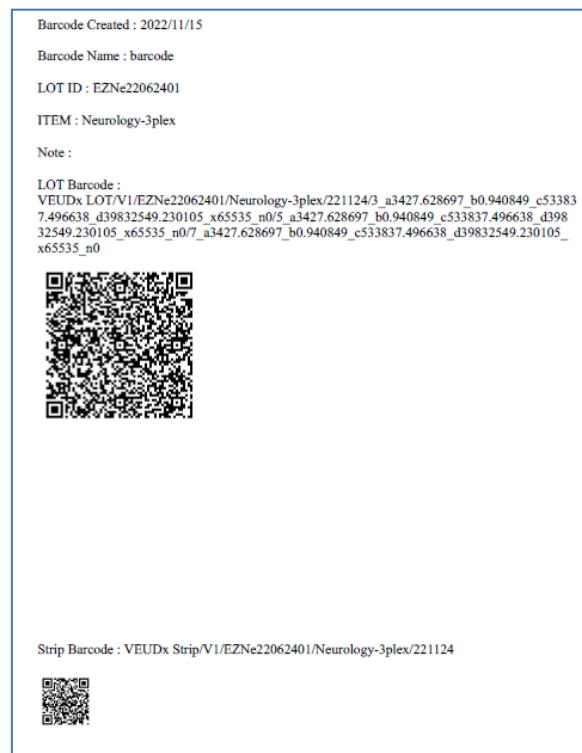 Barcode Created : 2022/11/15
Barcode Name : barcode
LOT ID : EZNe22062401
ITEM : Neurology-3plex
Note :
LOT Barcode :
VEUDx LOT/V1/EZNe22062401/Neurology-3plex/221124/3_a3427.628697_b0.940849_c53383
7.496638_d39832549.230105_x65535_n0/5_a3427.628697_b0.940849_c533837.496638_d398
32549.230105_x65535_n0/7_a3427.628697_b0.940849_c533837.496638_d39832549.230105_
x65535_n0
Strip Barcode : VEUDx Strip/V1/EZNe22062401/Neurology-3plex/221124